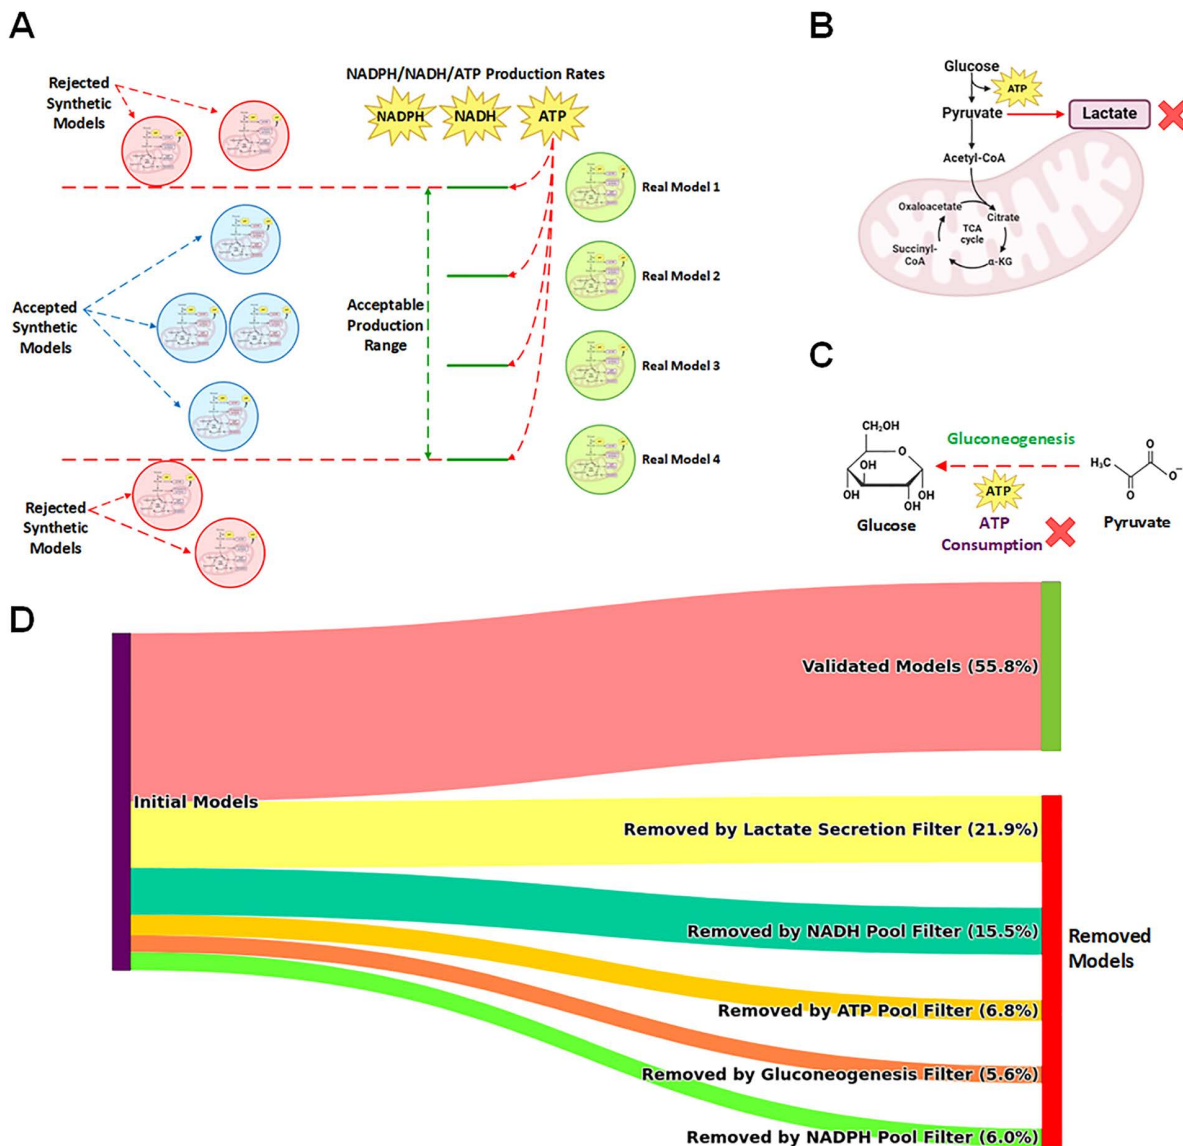 A
Rejected
Synthetic
Models
NADPH/NADH/ATP Production Rates
NADPH
NADH
ATP
Real Model 1
Real Model 2
Accepted
Synthetic
Models
Acceptable
Production
Range
Real Model 3
Real Model 4
Rejected
Synthetic
Models
B
Glucose
ATP
Pyruvate
Lactate
Acetyl-CoA
Oxaloacetate
Citrate
TCA
cycle
Succinyl-
CoA
α-KG
C
CH₂OH
O
OH
OH
OH
OH
Glucose
Gluconeogenesis
ATP
ATP
Consumption
O
H₃C
O⁻
O
Pyruvate
D
Initial Models
Validated Models (55.8%)
Removed by Lactate Secretion Filter (21.9%)
Removed by NADH Pool Filter (15.5%)
Removed by ATP Pool Filter (6.8%)
Removed by Gluconeogenesis Filter (5.6%)
Removed by NADPH Pool Filter (6.0%)
Removed
Models